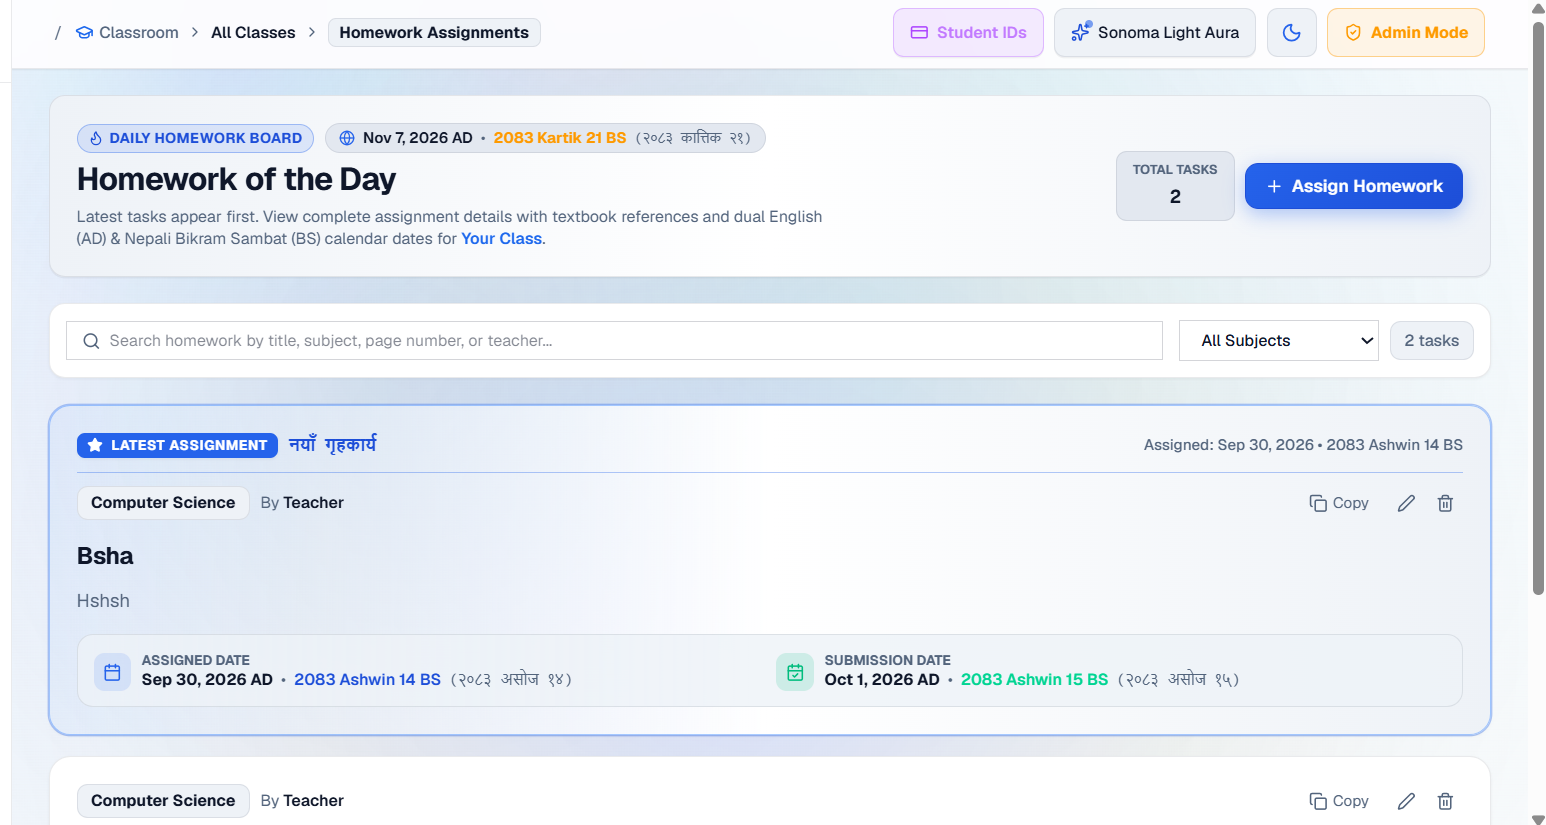 / Classroom > All Classes > Homework Assignments
Student IDs
Sonoma Light Aura
Admin Mode
DAILY HOMEWORK BOARD
Nov 7, 2026 AD • 2083 Kartik 21 BS (२०८३ कात्तिक २१)
Homework of the Day
Latest tasks appear first. View complete assignment details with textbook references and dual English
(AD) & Nepali Bikram Sambat (BS) calendar dates for Your Class.
TOTAL TASKS
2
+ Assign Homework
Search homework by title, subject, page number, or teacher...
All Subjects
2 tasks
LATEST ASSIGNMENT नयाँ गृहकार्य
Assigned: Sep 30, 2026 • 2083 Ashwin 14 BS
Computer Science By Teacher
Copy
Bsha
Hshsh
ASSIGNED DATE
Sep 30, 2026 AD • 2083 Ashwin 14 BS (२०८३ असोज १४)
SUBMISSION DATE
Oct 1, 2026 AD • 2083 Ashwin 15 BS (२०८३ असोज १५)
Computer Science By Teacher
Copy